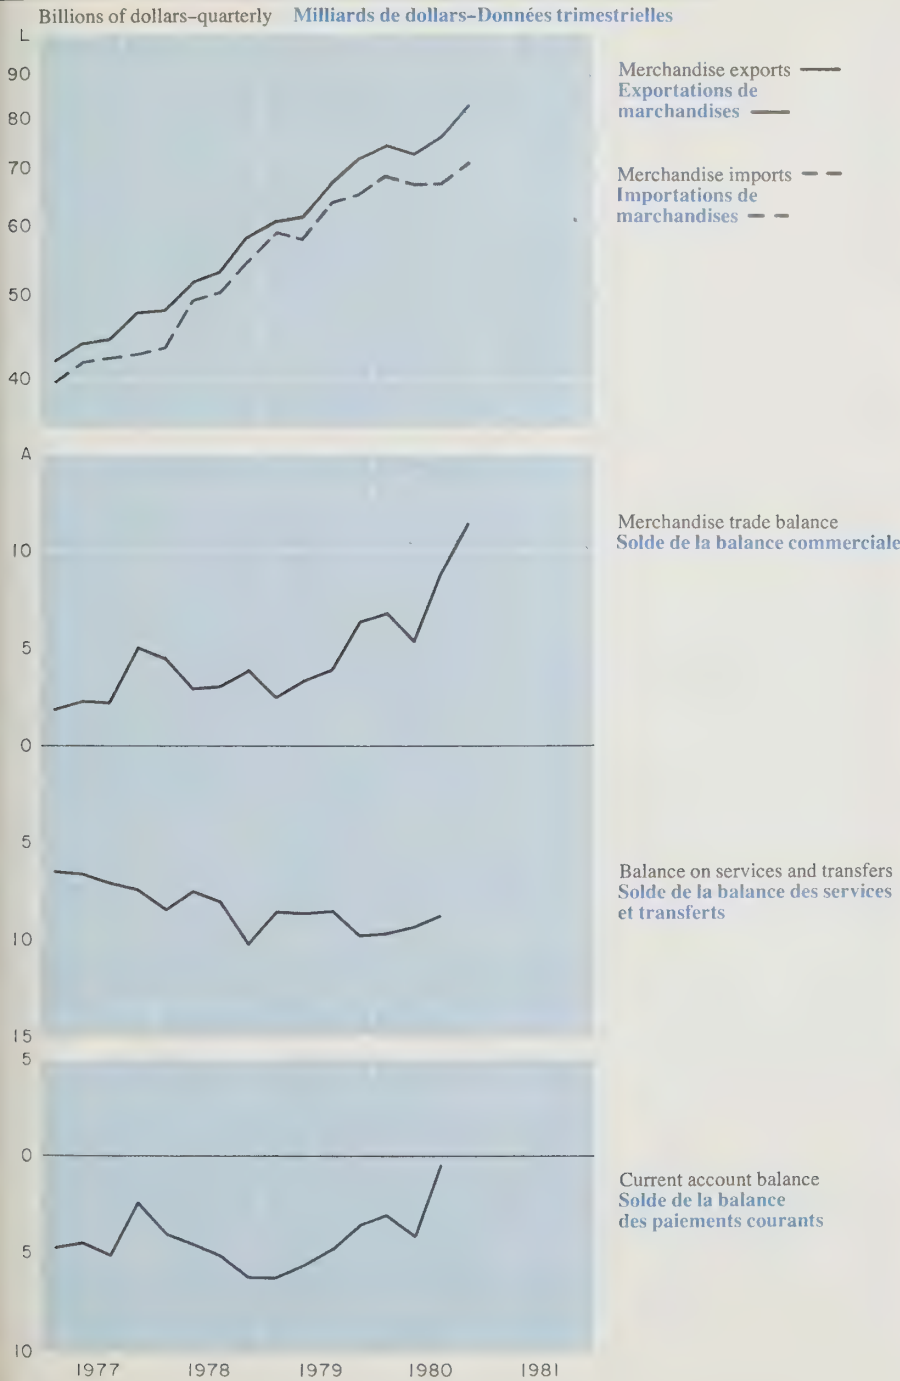 Billions of dollars–quarterly Milliards de dollars–Données trimestrielles
L
90
80
70
60
50
40
Merchandise exports
Exportations de
marchandises
Merchandise imports
Importations de
marchandises
A
10
5
0
5
10
15
Merchandise trade balance
Solde de la balance commerciale
Balance on services and transfers
Solde de la balance des services
et transferts
5
0
5
10
Current account balance
Solde de la balance
des paiements courants
1977 1978 1979 1980 1981